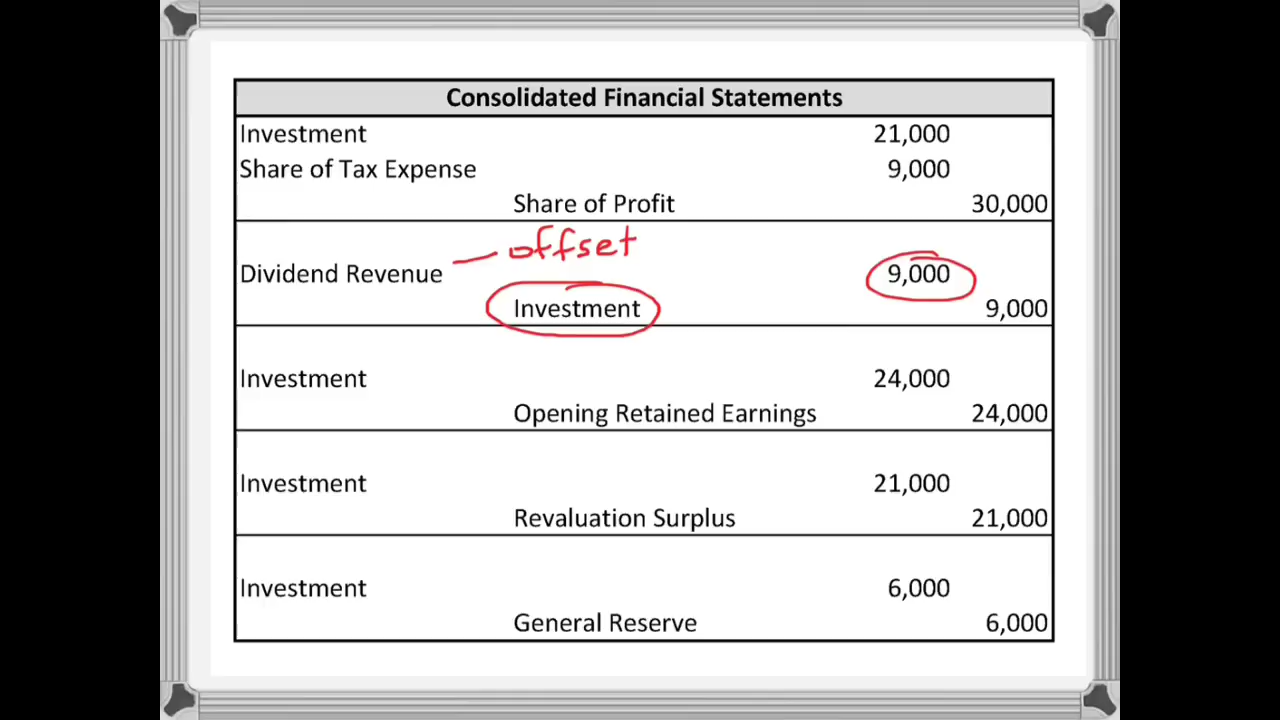 Consolidated Financial Statements
Investment 21,000
Share of Tax Expense 9,000
Share of Profit 30,000
offset
Dividend Revenue 9,000
Investment 9,000
Investment 24,000
Opening Retained Earnings 24,000
Investment 21,000
Revaluation Surplus 21,000
Investment 6,000
General Reserve 6,000